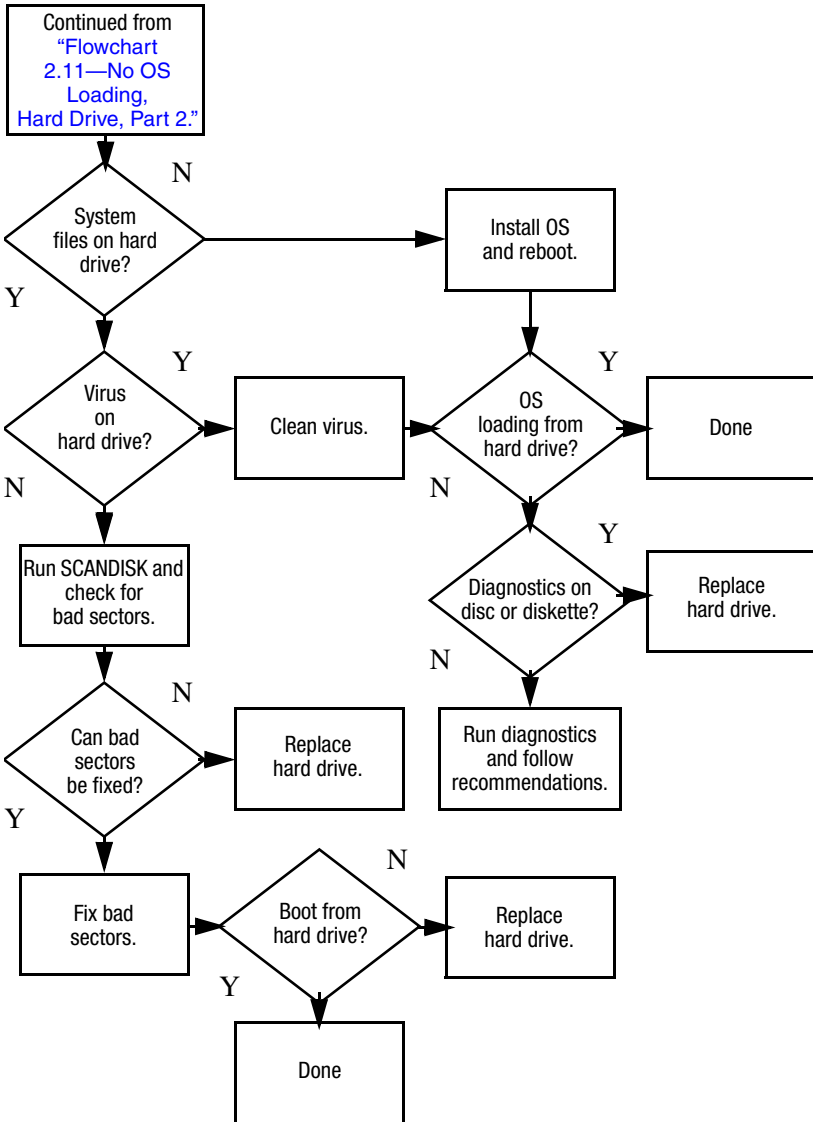 Continued from
“Flowchart
2.11—No OS
Loading,
Hard Drive, Part 2.”
N
System
files on hard
drive?
Install OS
and reboot.
Y
Y
Y
Virus
on
hard drive?
Clean virus.
OS
loading from
hard drive?
Done
N
N
Y
Run SCANDISK and
check for
bad sectors.
Diagnostics on
disc or diskette?
Replace
hard drive.
N
N
Can bad
sectors
be fixed?
Replace
hard drive.
Run diagnostics
and follow
recommendations.
Y
N
Fix bad
sectors.
Boot from
hard drive?
Replace
hard drive.
Y
Done